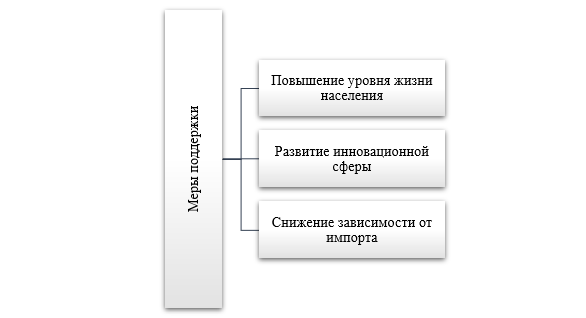 Меры поддержки
Повышение уровня жизни
населения
Развитие инновационной
сферы
Снижение зависимости от
импорта